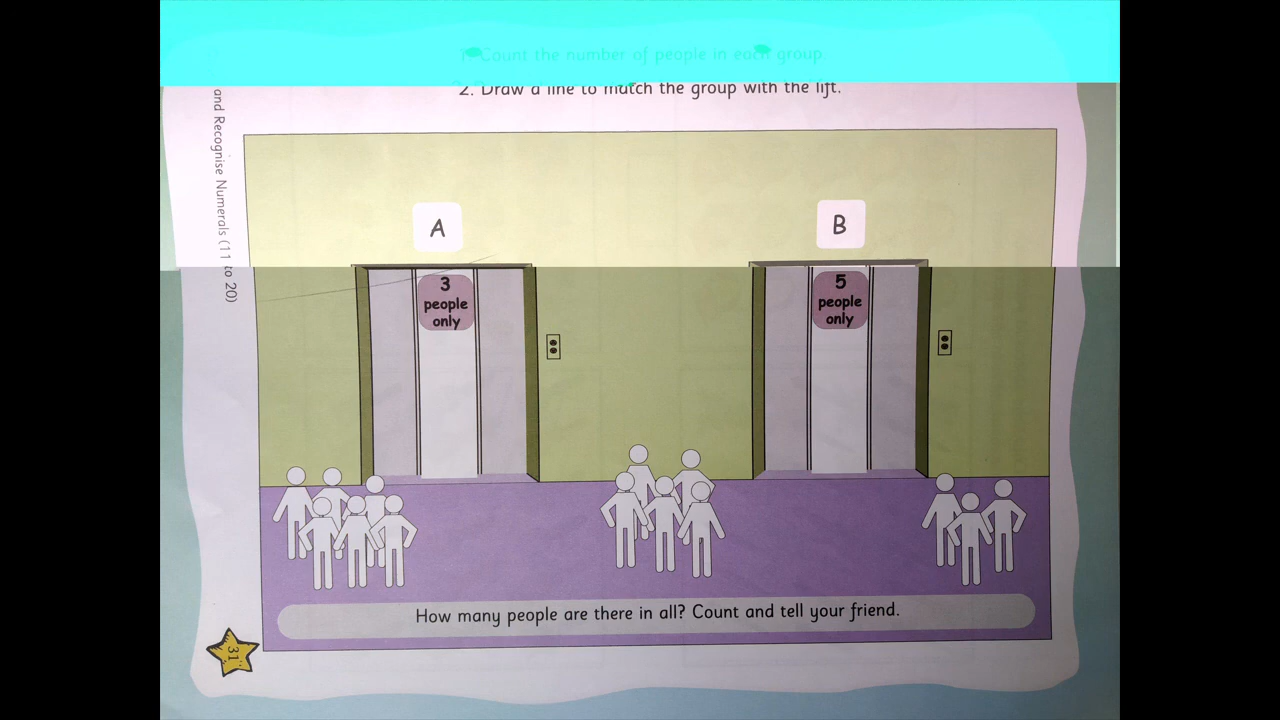 1. Count the number of people in each group.
2. Draw a line to match the group with the lift.
and Recognise Numerals (11 to 20)
A
B
3
people
only
5
people
only
How many people are there in all? Count and tell your friend.
31